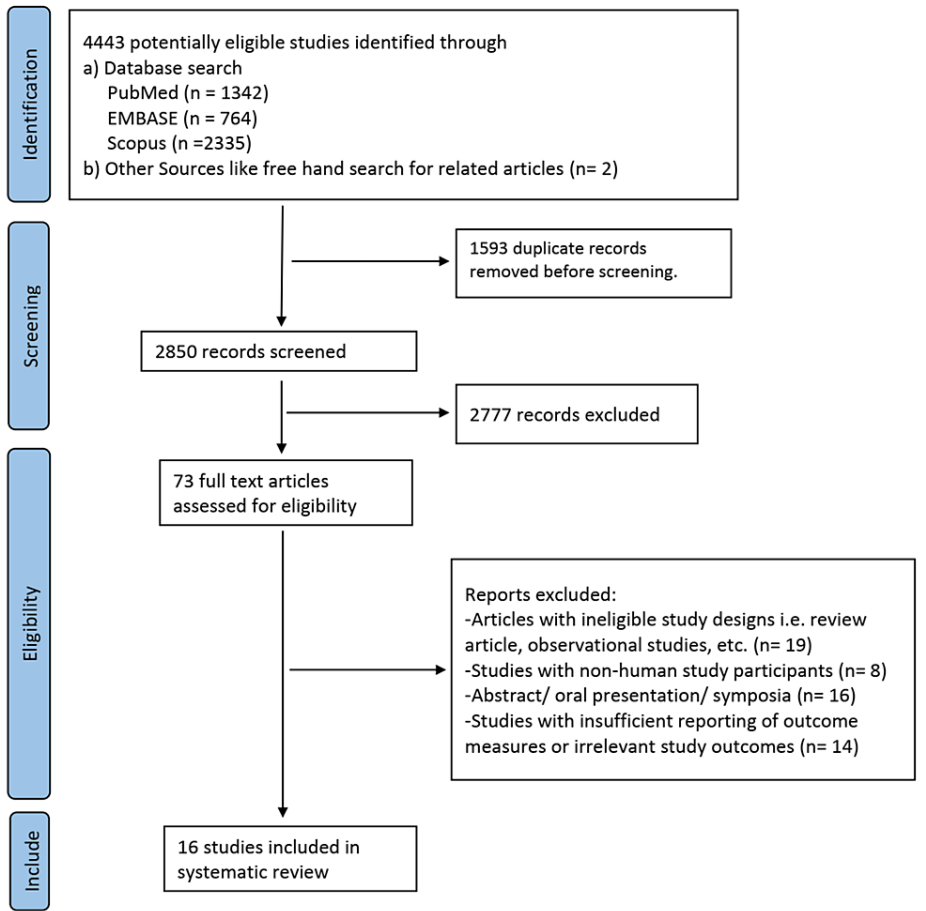 Identification
4443 potentially eligible studies identified through
a) Database search
PubMed (n = 1342)
EMBASE (n = 764)
Scopus (n =2335)
b) Other Sources like free hand search for related articles (n= 2)
Screening
1593 duplicate records
removed before screening.
2850 records screened
2777 records excluded
Eligibility
73 full text articles
assessed for eligibility
Reports excluded:
-Articles with ineligible study designs i.e. review
article, observational studies, etc. (n= 19)
-Studies with non-human study participants (n= 8)
-Abstract/ oral presentation/ symposia (n= 16)
-Studies with insufficient reporting of outcome
measures or irrelevant study outcomes (n= 14)
Include
16 studies included in
systematic review